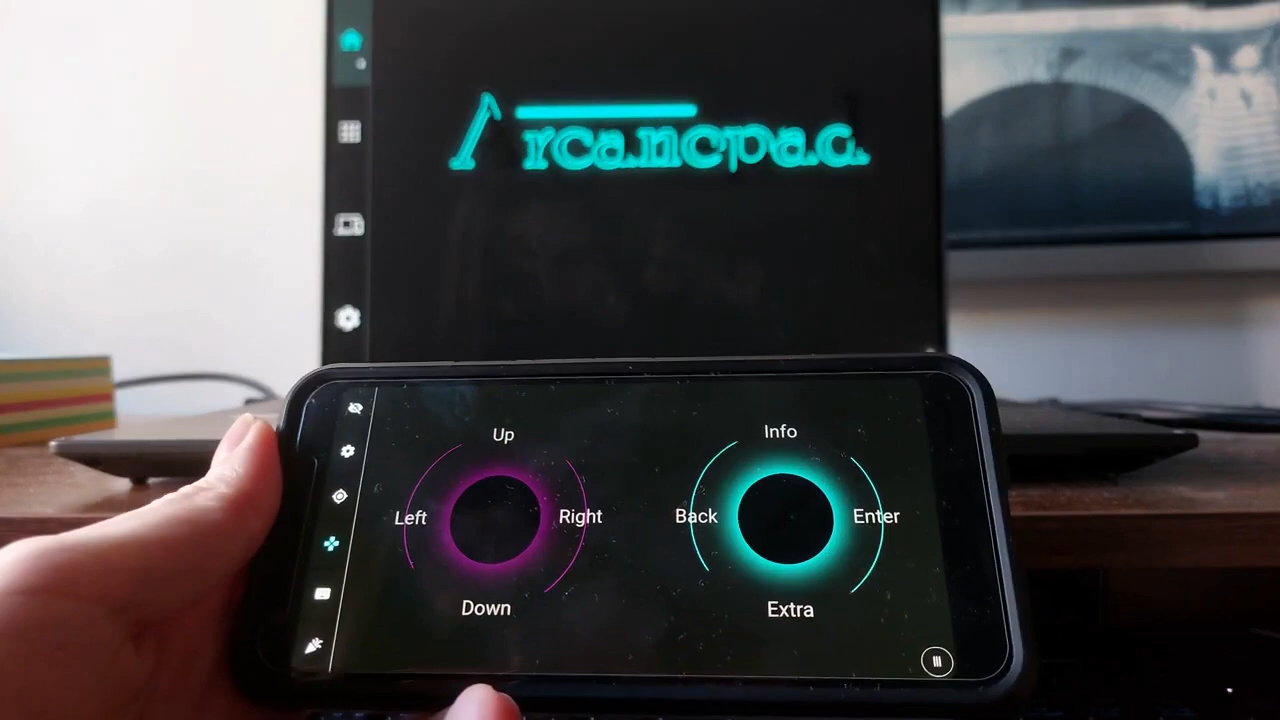 Arcanepad
Up
Info
Left
Right
Back
Enter
Down
Extra